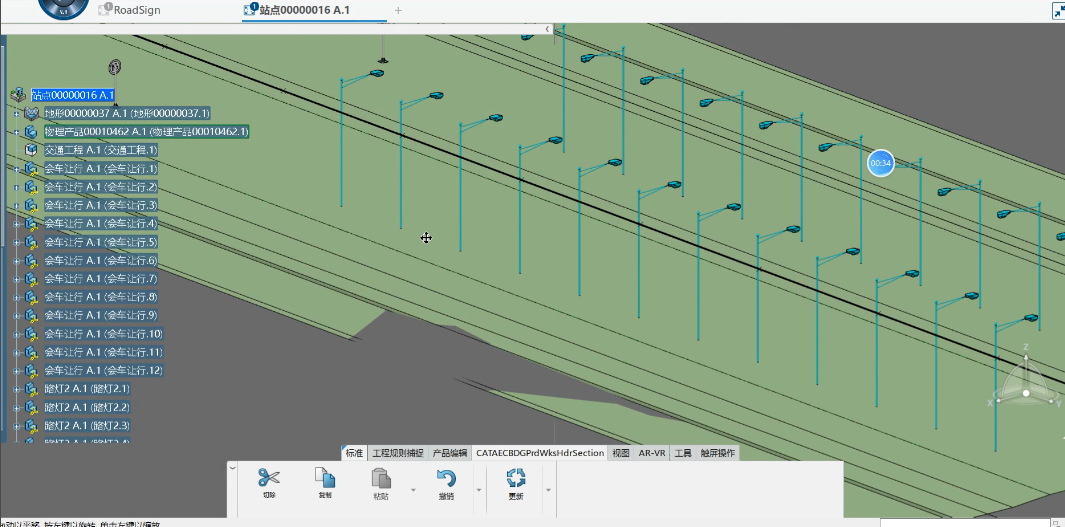 V.1
RoadSign
站点00000016 A.1
站点00000016 A.1
地形00000037 A.1 (地形00000037.1)
物理产品00010462 A.1 (物理产品00010462.1)
交通工程 A.1 (交通工程.1)
会车让行 A.1 (会车让行.1)
会车让行 A.1 (会车让行.2)
会车让行 A.1 (会车让行.3)
会车让行 A.1 (会车让行.4)
会车让行 A.1 (会车让行.5)
会车让行 A.1 (会车让行.6)
会车让行 A.1 (会车让行.7)
会车让行 A.1 (会车让行.8)
会车让行 A.1 (会车让行.9)
会车让行 A.1 (会车让行.10)
会车让行 A.1 (会车让行.11)
会车让行 A.1 (会车让行.12)
路灯2 A.1 (路灯2.1)
路灯2 A.1 (路灯2.2)
路灯2 A.1 (路灯2.3)
00:34
Z
X
Y
标准 工程规则捕捉 产品编辑 CATAECBDGPrdWksHdrSection 视图 AR-VR 工具 触屏操作
切除 复制 粘贴 撤销 更新